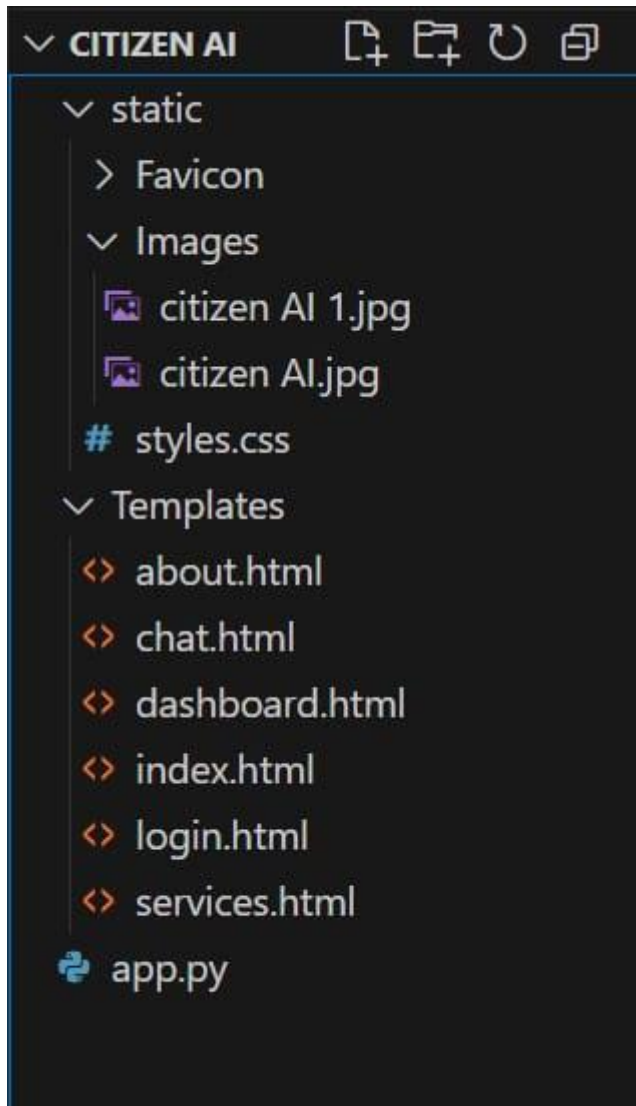 CITIZEN AI
static
Favicon
Images
citizen AI 1.jpg
citizen AI.jpg
# styles.css
Templates
<> about.html
<> chat.html
<> dashboard.html
<> index.html
<> login.html
<> services.html
app.py